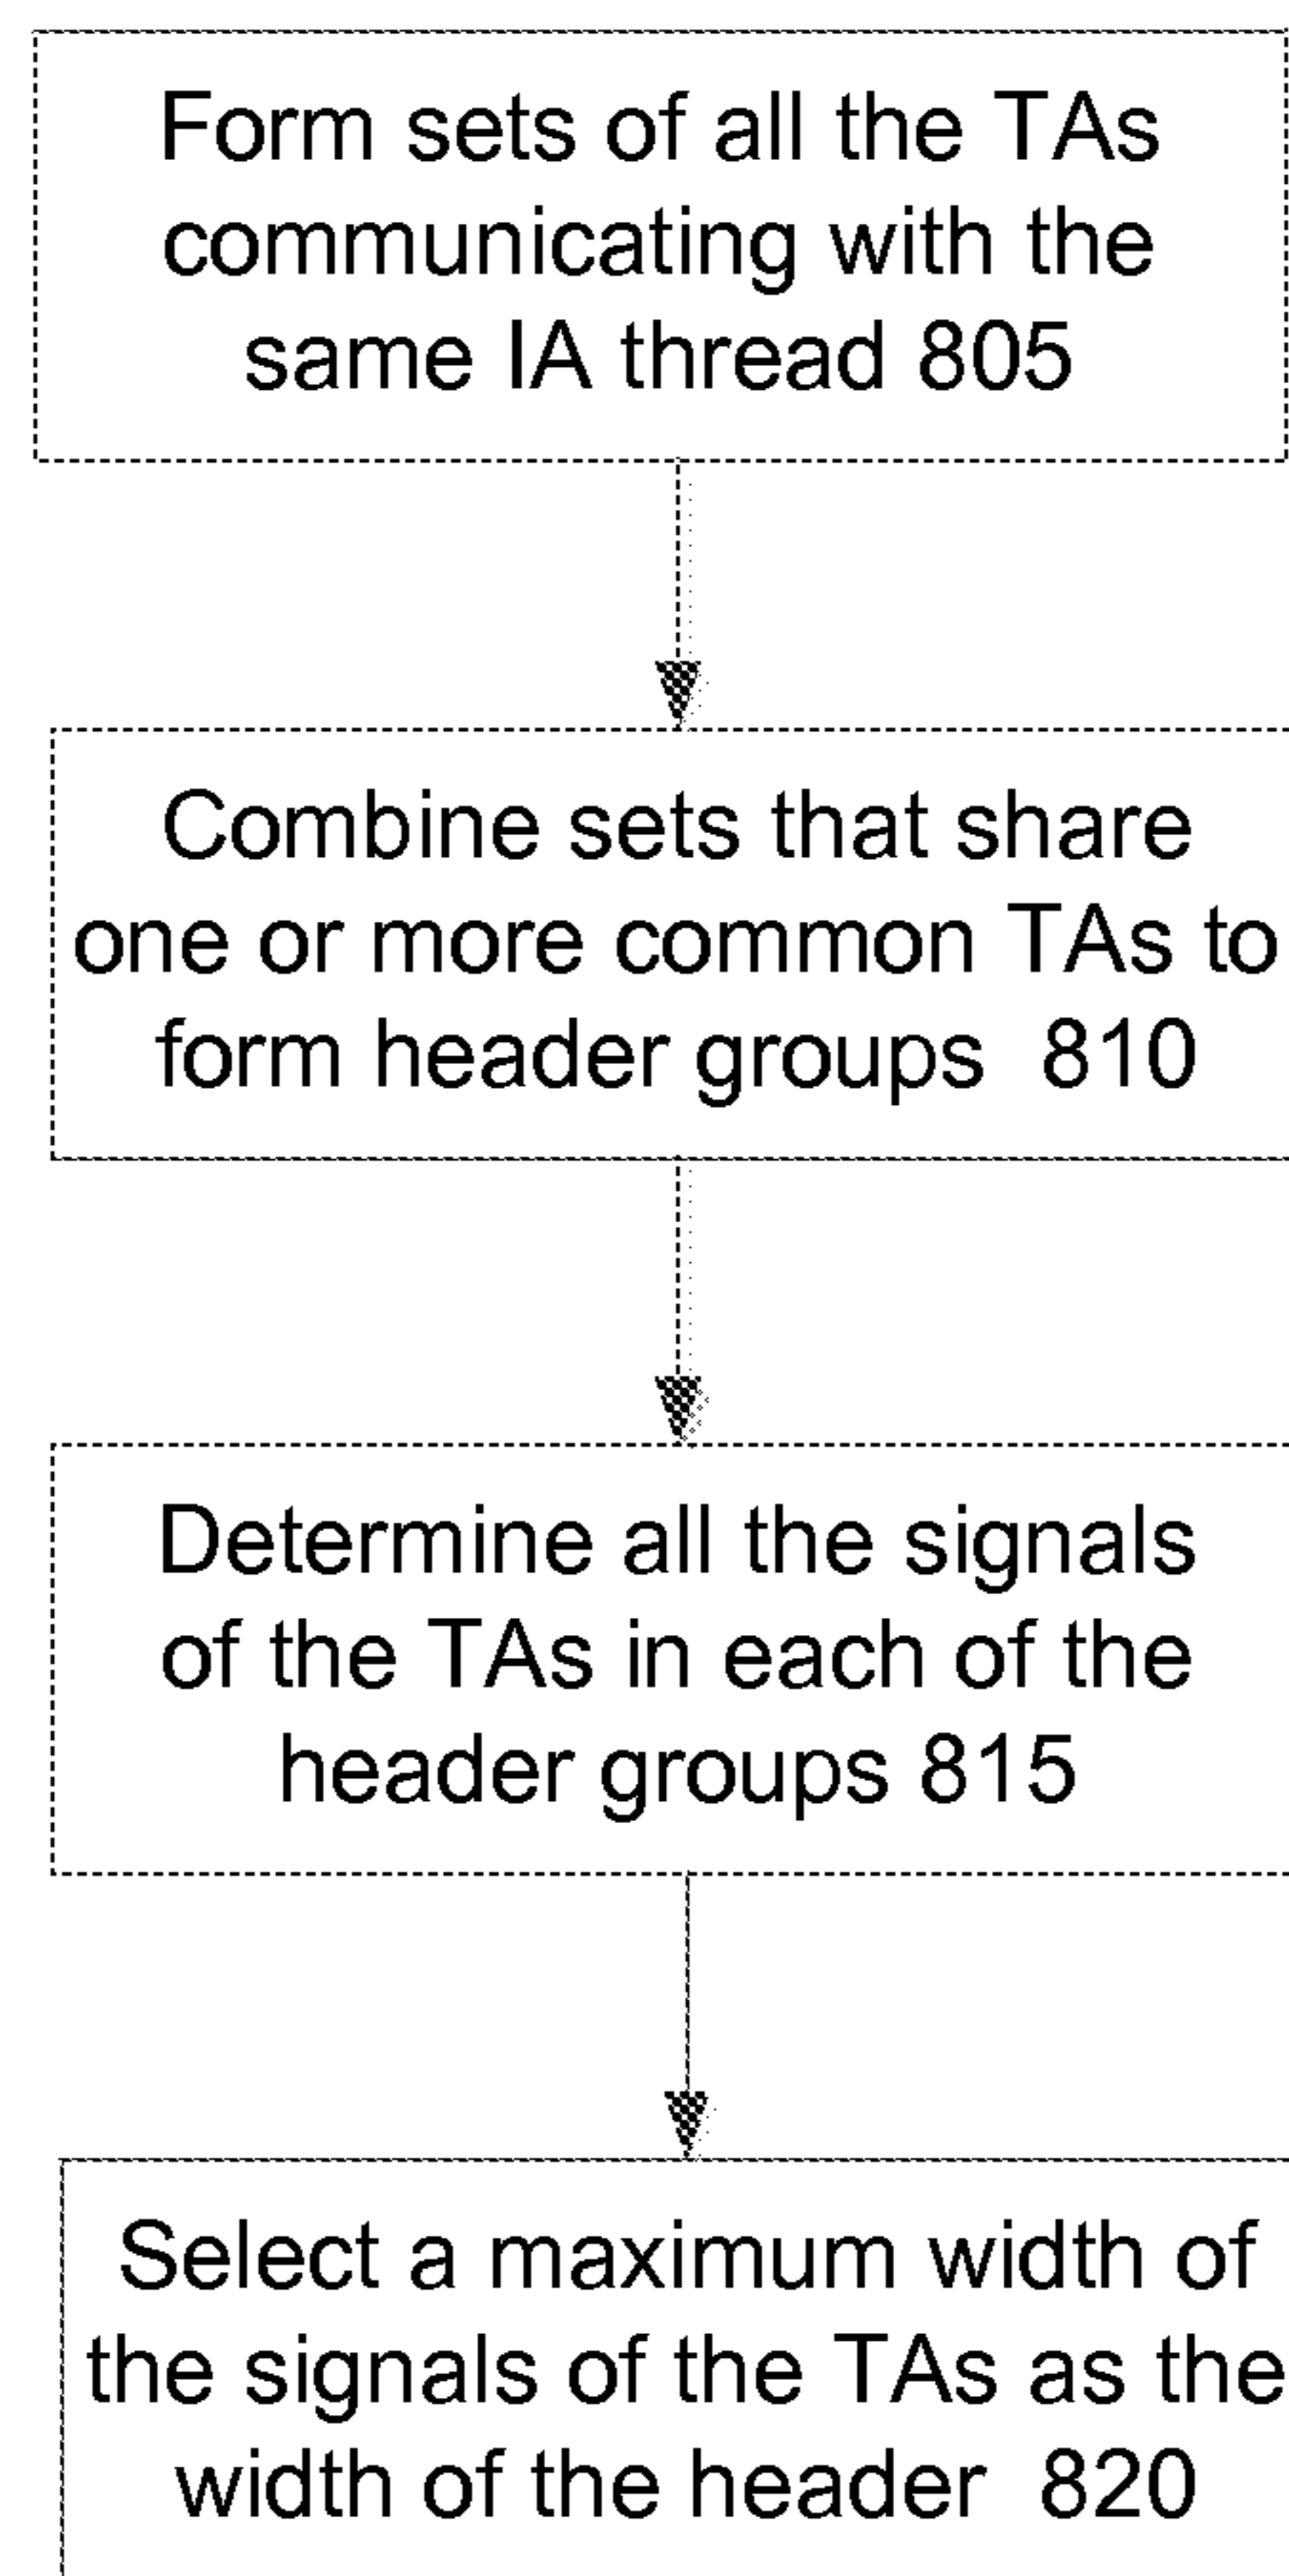 Form sets of all the TAs
communicating with the
same IA thread 805
Combine sets that share
one or more common TAs to
form header groups 810
Determine all the signals
of the TAs in each of the
header groups 815
Select a maximum width of
the signals of the TAs as the
width of the header 820